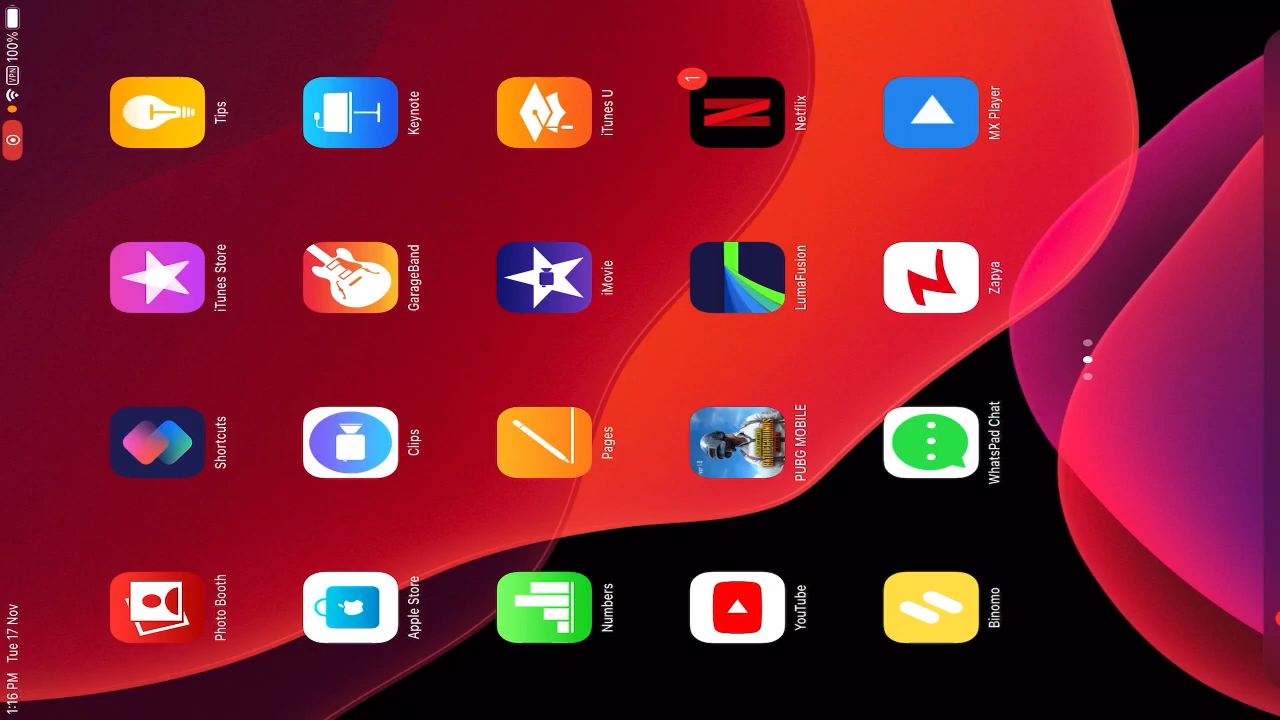 1:16 PM Tue 17 Nov
VPN 100%
Photo Booth
Shortcuts
iTunes Store
Tips
Apple Store
Clips
GarageBand
Keynote
Numbers
Pages
iMovie
iTunes U
YouTube
PUBG MOBILE
LumaFusion
1
Netflix
Binomo
WhatsPad Chat
Zapya
MX Player